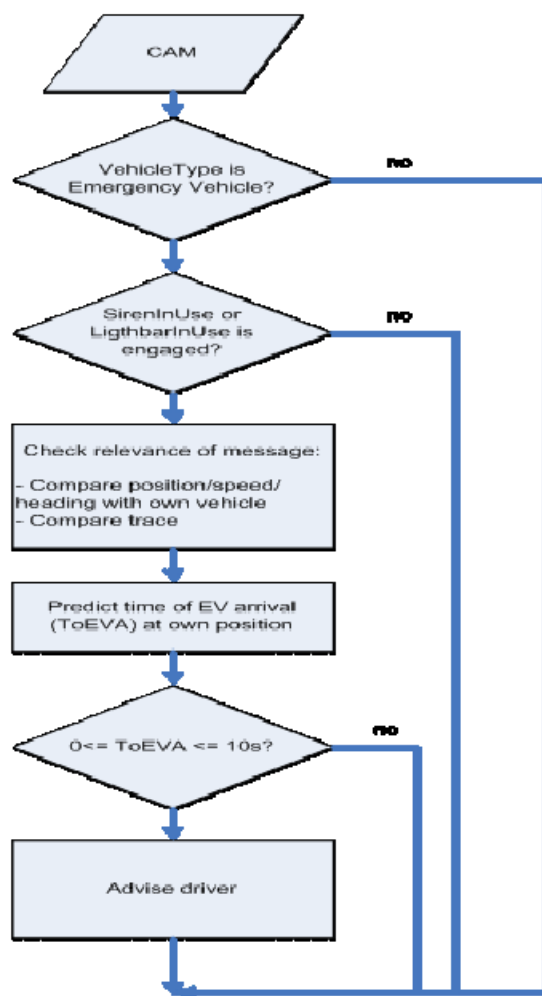 CAM
VehicleType is
Emergency Vehicle?
no
SirenInUse or
LigthbarInUse is
engaged?
no
Check relevance of message:
- Compare position/speed/
heading with own vehicle
- Compare trace
Predict time of EV arrival
(ToEVA) at own position
0<= ToEVA <= 10s?
no
Advise driver